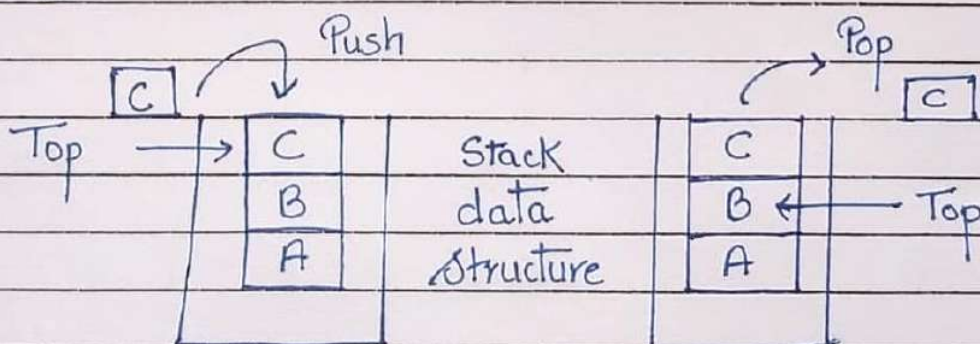 Push
Pop
C
C
Top C Stack C
B data B Top
A Structure A